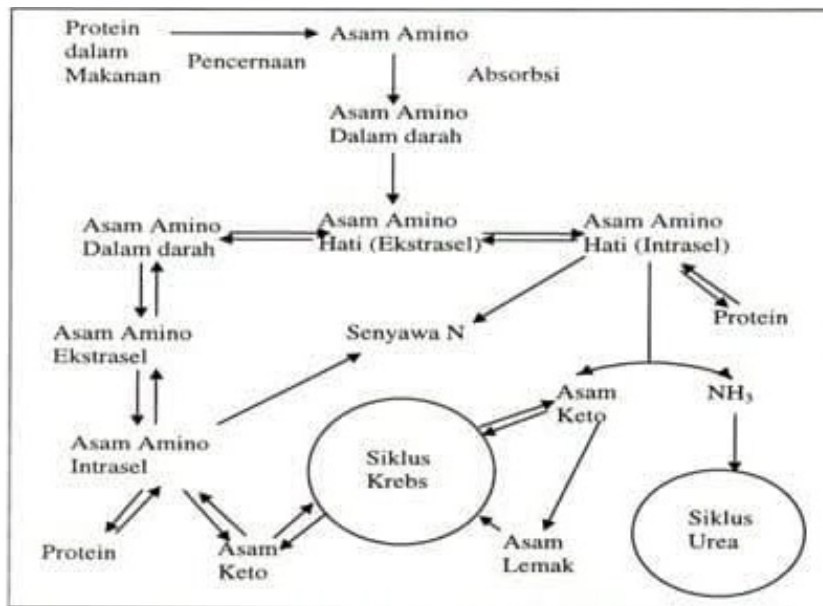 Protein
dalam
Makanan
Pencernaan
Asam Amino
Absorbsi
Asam Amino
Dalam darah
Asam Amino
Dalam darah
Asam Amino
Hati (Ekstrasel)
Asam Amino
Hati (Intrasel)
Asam Amino
Ekstrasel
Senyawa N
Protein
Asam
Keto
NH₃
Asam Amino
Intrasel
Siklus
Krebs
Siklus
Urea
Protein
Asam
Keto
Asam
Lemak